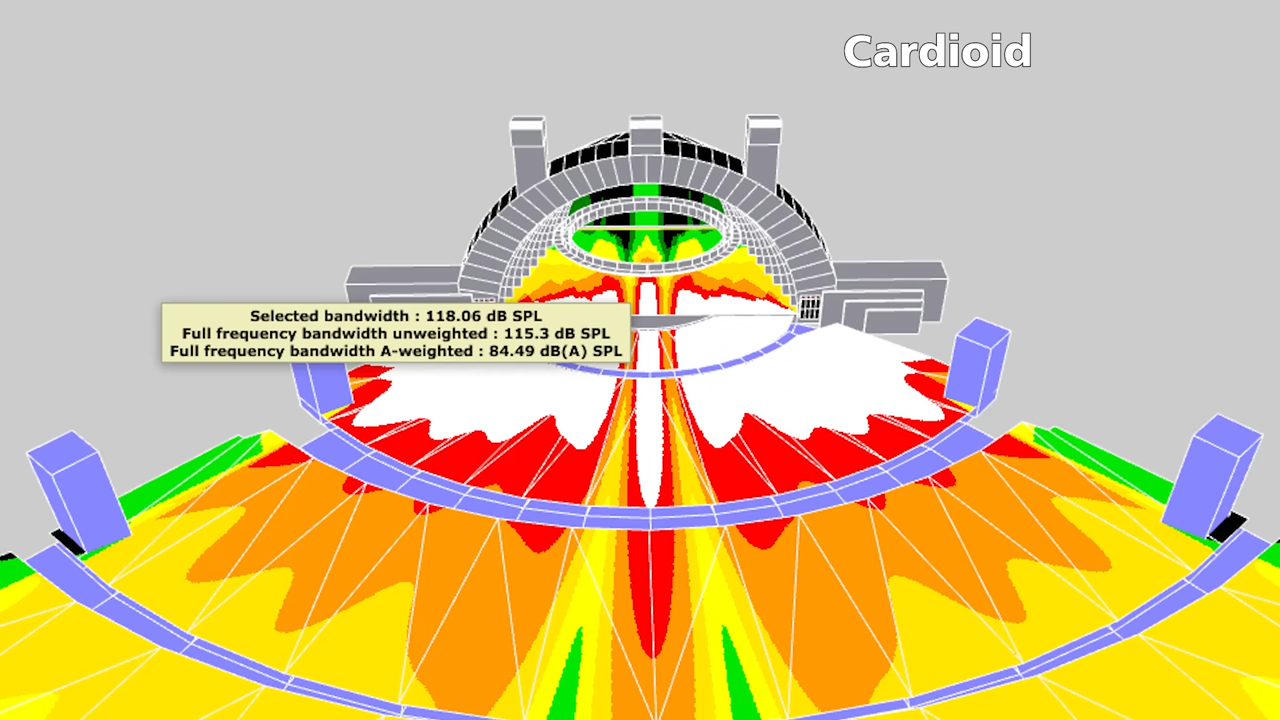 Cardioid
Selected bandwidth : 118.06 dB SPL
Full frequency bandwidth unweighted : 115.3 dB SPL
Full frequency bandwidth A-weighted : 84.49 dB(A) SPL